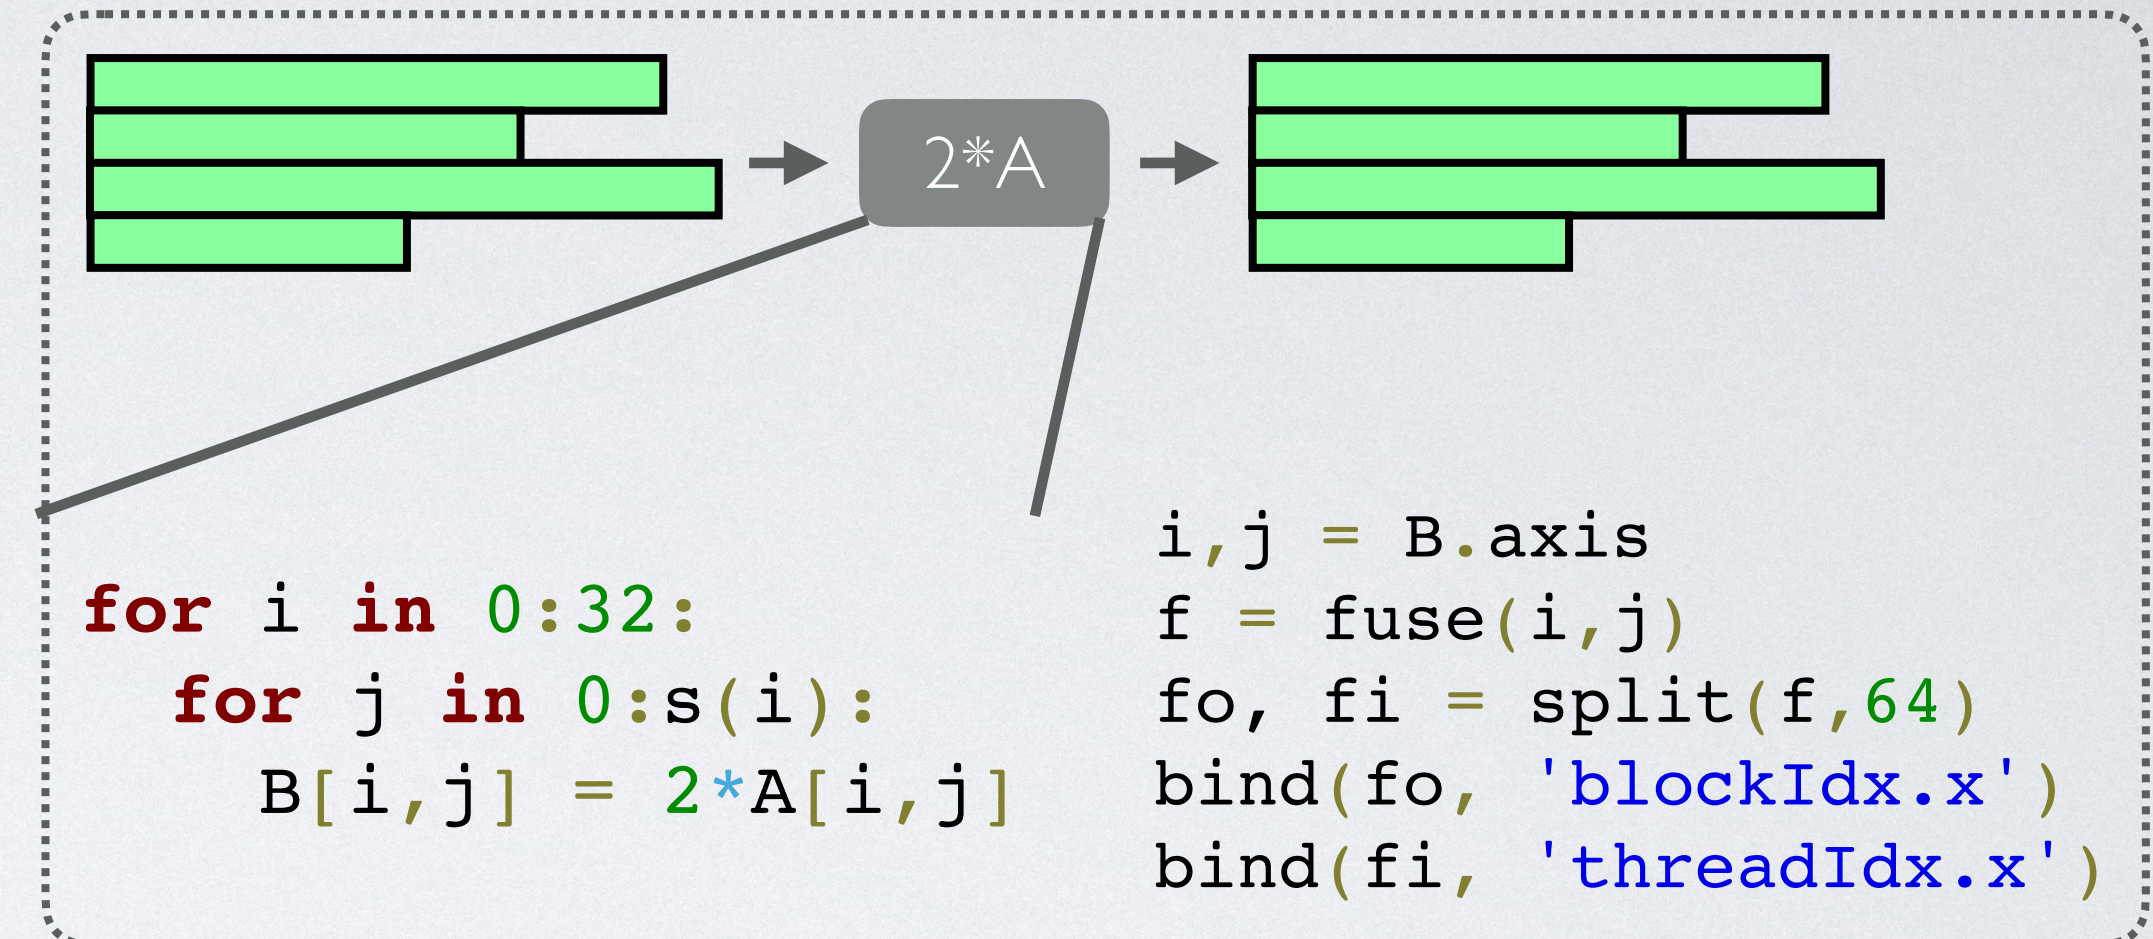 2*A
for i in 0:32:
for j in 0:s(i):
B[i,j] = 2*A[i,j]
i,j = B.axis
f = fuse(i,j)
fo, fi = split(f,64)
bind(fo, 'blockIdx.x')
bind(fi, 'threadIdx.x')